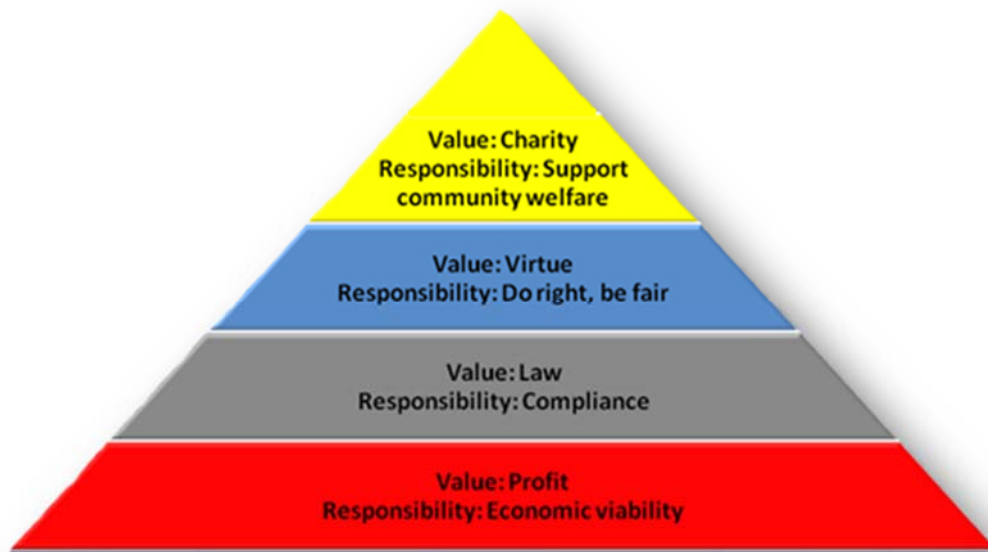 Value: Charity
Responsibility: Support
community welfare
Value: Virtue
Responsibility: Do right, be fair
Value: Law
Responsibility: Compliance
Value: Profit
Responsibility: Economic viability